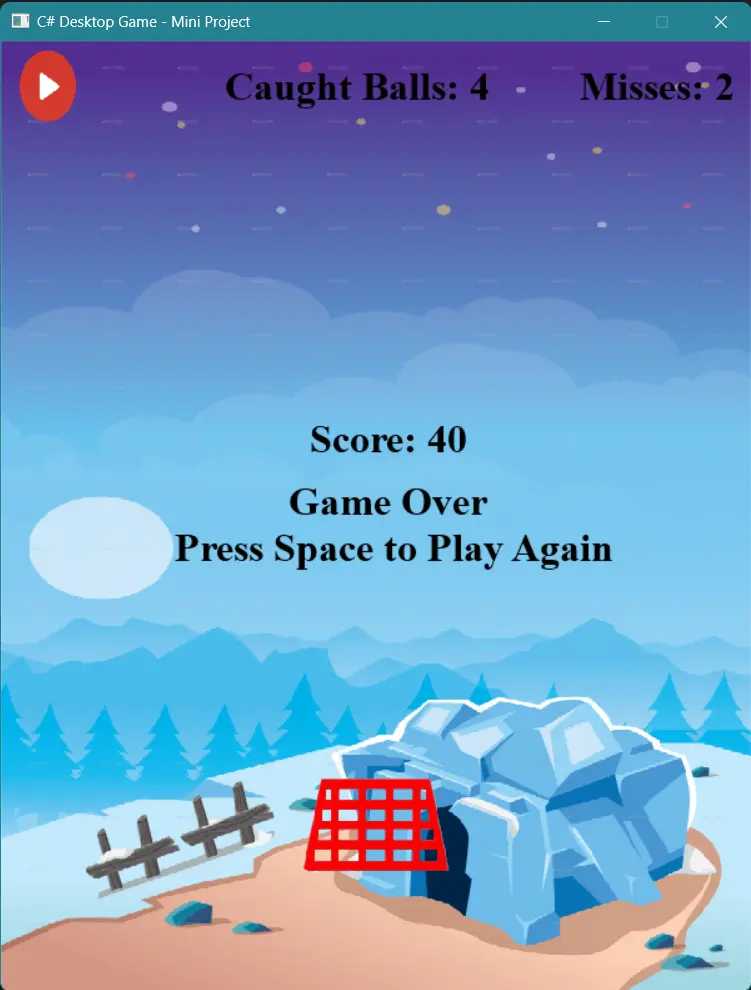 C# Desktop Game - Mini Project
Caught Balls: 4 Misses: 2
Score: 40
Game Over
Press Space to Play Again